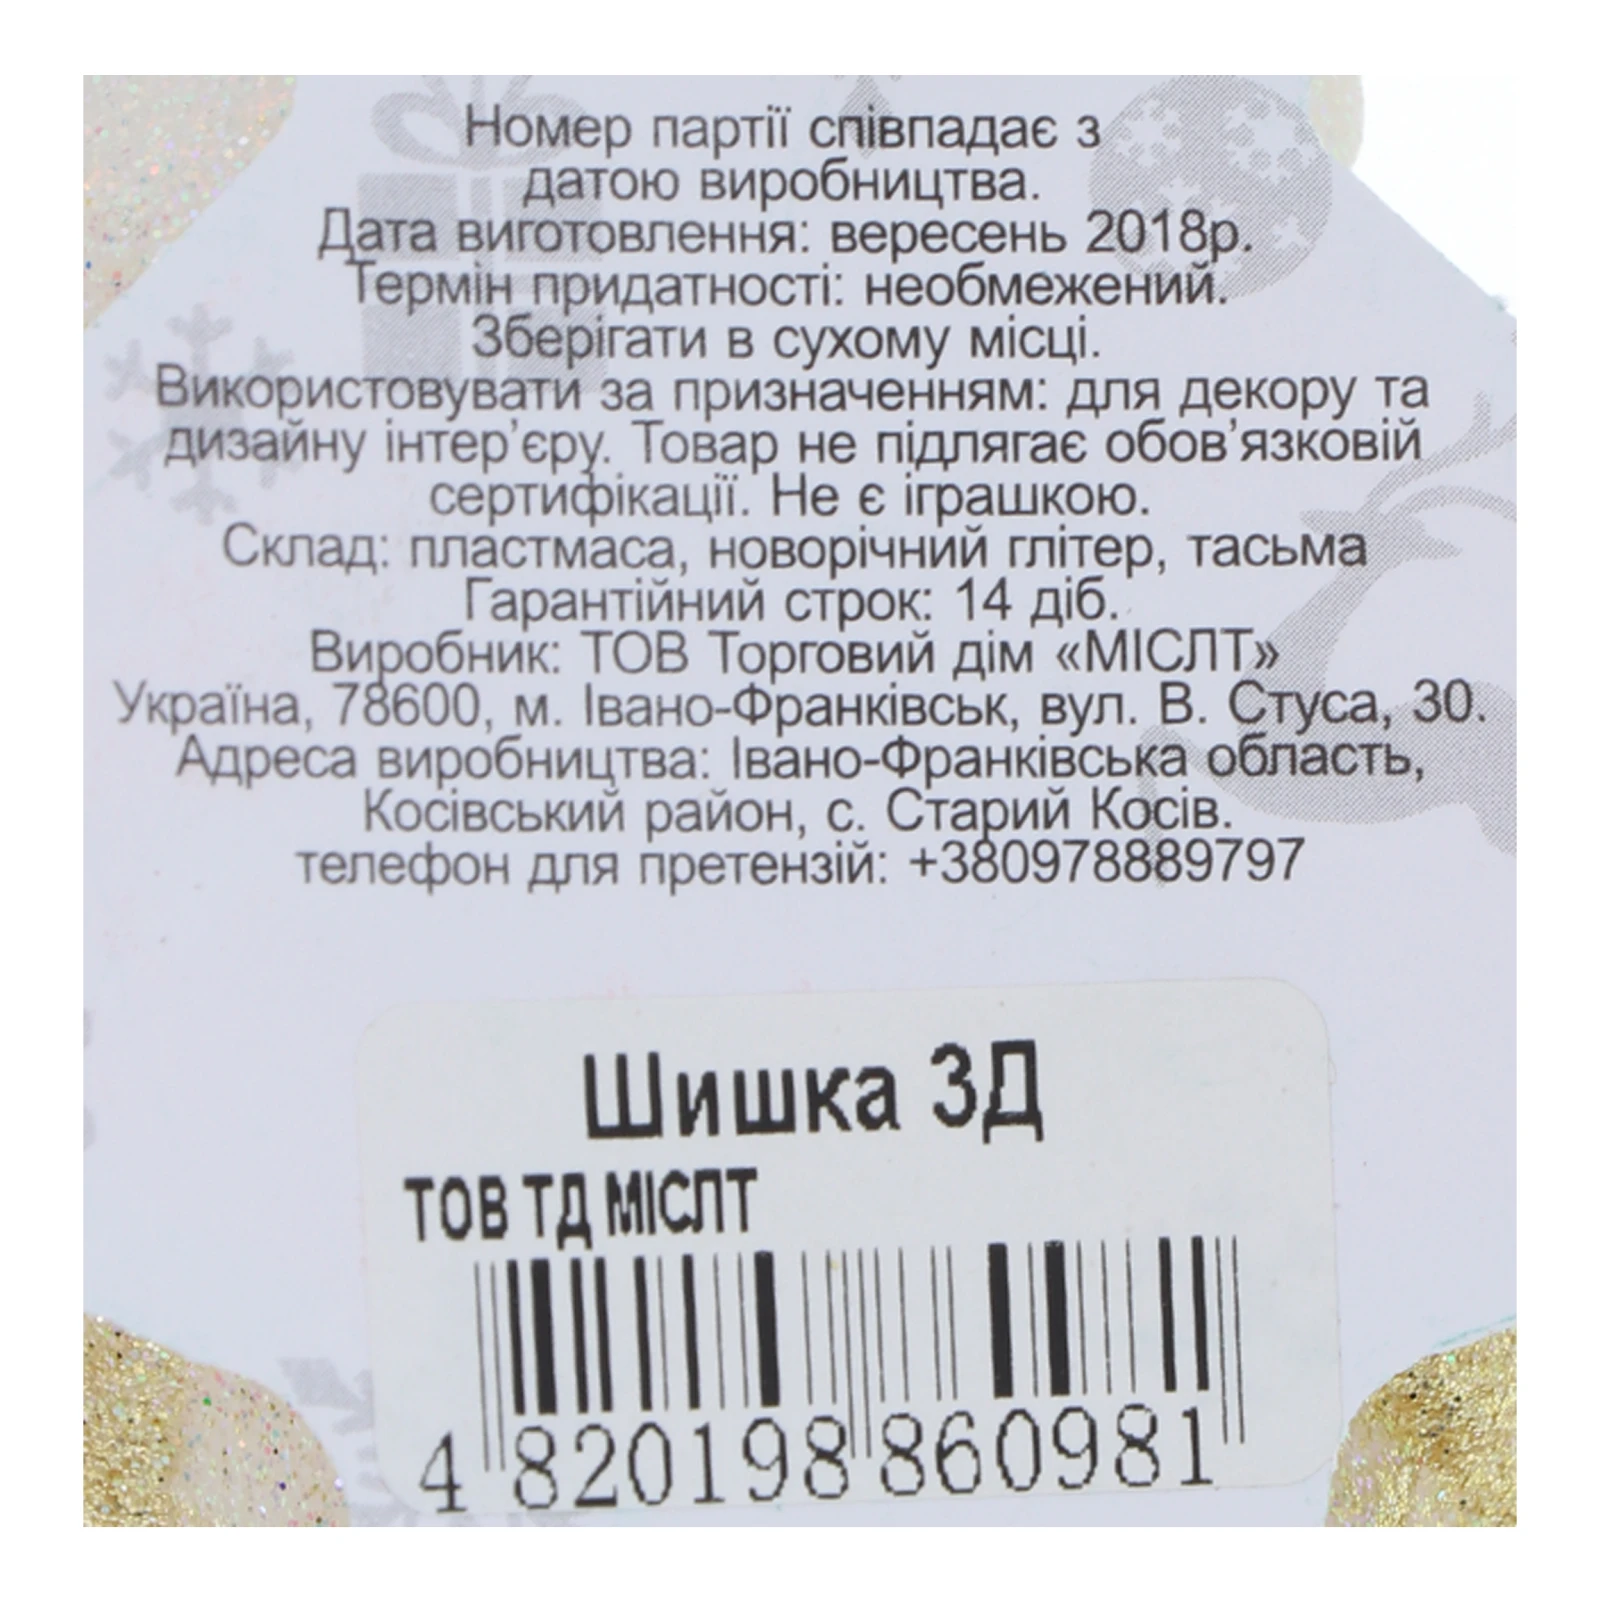 Номер партії співпадає з
датою виробництва.
Дата виготовлення: вересень 2018р.
Термін придатності: необмежений.
Зберігати в сухому місці.
Використовувати за призначенням: для декору та
дизайну інтер’єру. Товар не підлягає обов’язковій
сертифікації. Не є іграшкою.
Склад: пластмаса, новорічний глітер, тасьма
Гарантійний строк: 14 діб.
Виробник: ТОВ Торговий дім «МІСЛТ»
Україна, 78600, м. Івано-Франківськ, вул. В. Стуса, 30.
Адреса виробництва: Івано-Франківська область,
Косівський район, с. Старий Косів.
телефон для претензій: +380978889797
Шишка 3Д
ТОВ ТД МІСЛТ
4 820198 860981